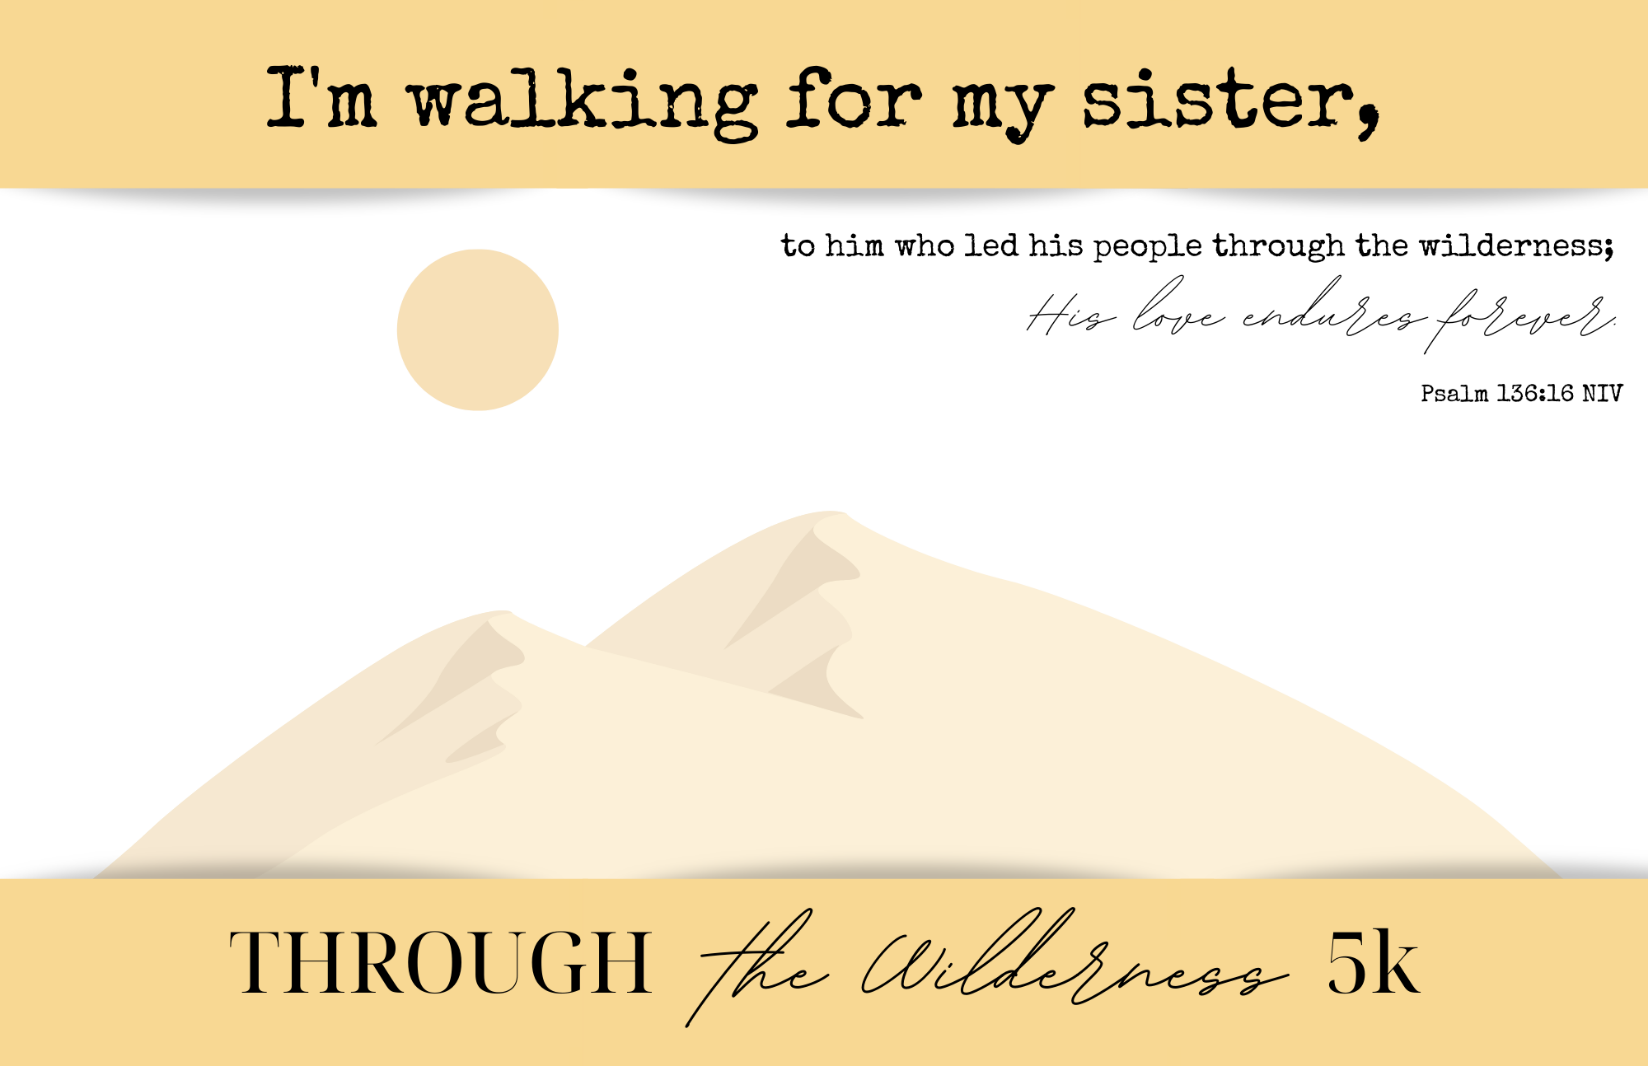 I'm walking for my sister,
to him who led his people through the wilderness;
His love endures forever.
Psalm 136:16 NIV
THROUGH the Wilderness 5k